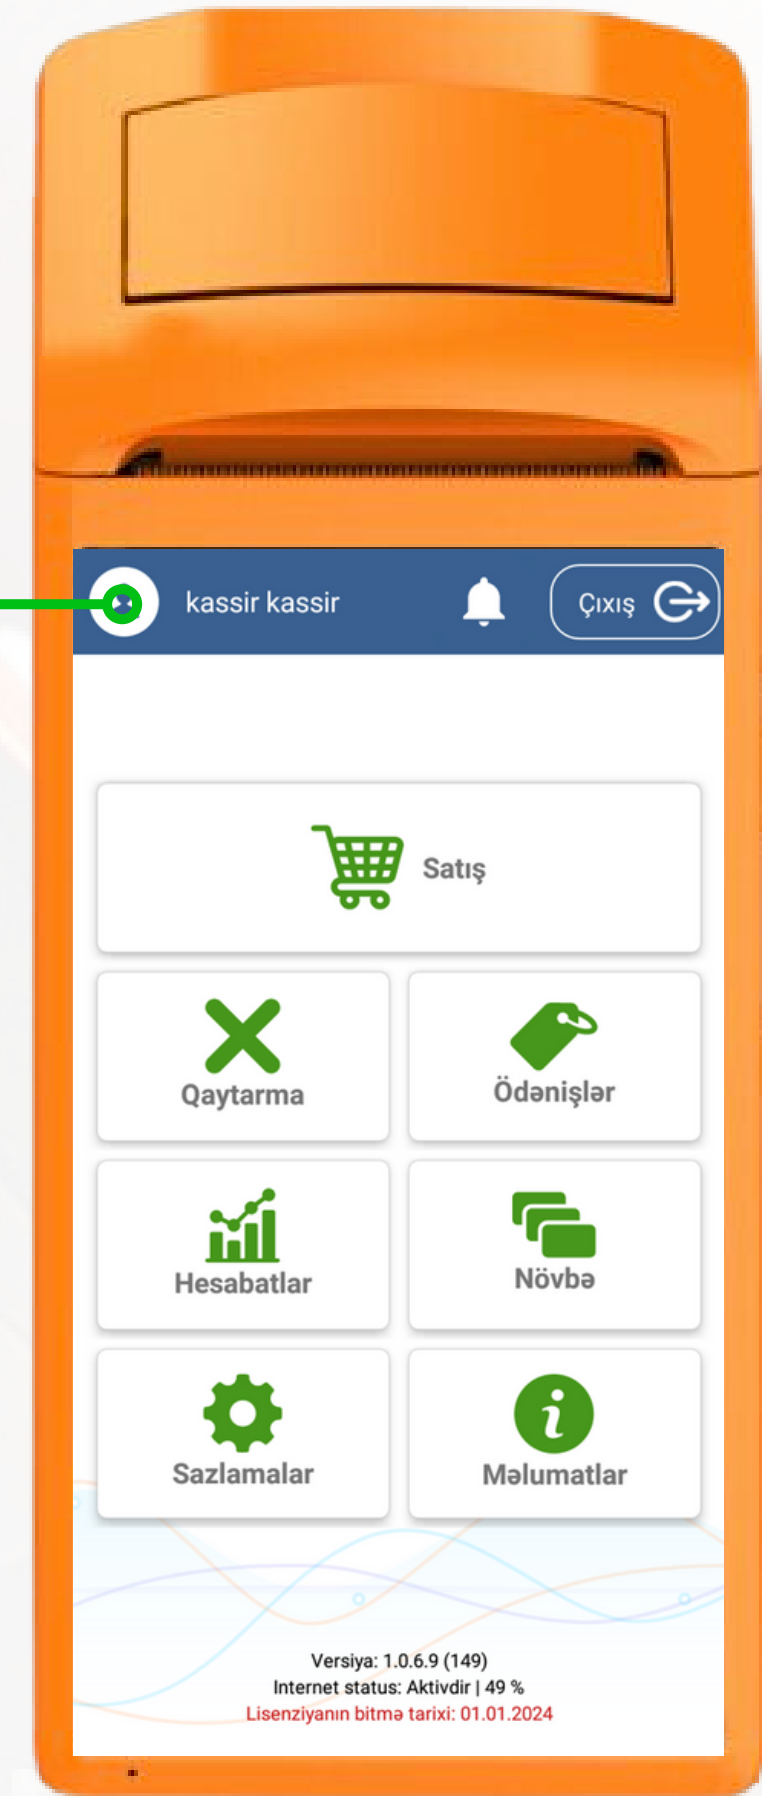 kassir kassir
Çıxış
Satış
Qaytarma
Ödənişlər
Hesabatlar
Növbə
Sazlamalar
Məlumatlar
Versiya: 1.0.6.9 (149)
Internet status: Aktivdir | 49 %
Lisenziyanın bitmə tarixi: 01.01.2024